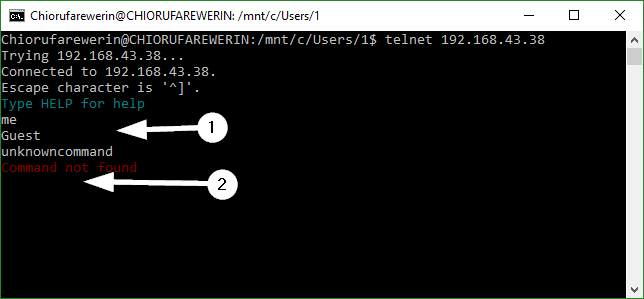 Chiorufarewerin@CHIORUFAREWERIN: /mnt/c/Users/1
Chiorufarewerin@CHIORUFAREWERIN:/mnt/c/Users/1$ telnet 192.168.43.38
Trying 192.168.43.38...
Connected to 192.168.43.38.
Escape character is '^]'.
Type HELP for help
me
Guest
1
unknowncommand
Command not found
2